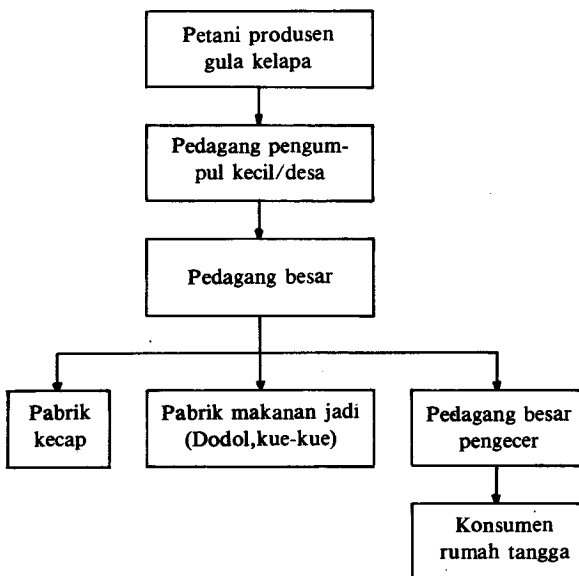 Petani produsen
gula kelapa
Pedagang pengum-
pul kecil/desa
Pedagang besar
Pabrik
kecap
Pabrik makanan jadi
(Dodol,kue-kue)
Pedagang besar
pengecer
Konsumen
rumah tangga